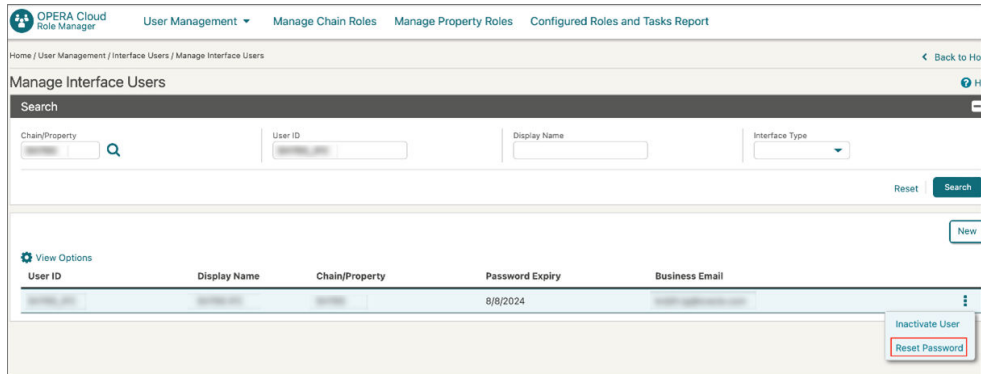 OPERA Cloud
Role Manager
User Management
Manage Chain Roles
Manage Property Roles
Configured Roles and Tasks Report
Home / User Management / Interface Users / Manage Interface Users
Back to Ho
Manage Interface Users
H
Search
Chain/Property
User ID
Display Name
Interface Type
Reset
Search
New
View Options
User ID
Display Name
Chain/Property
Password Expiry
Business Email
8/8/2024
Inactivate User
Reset Password